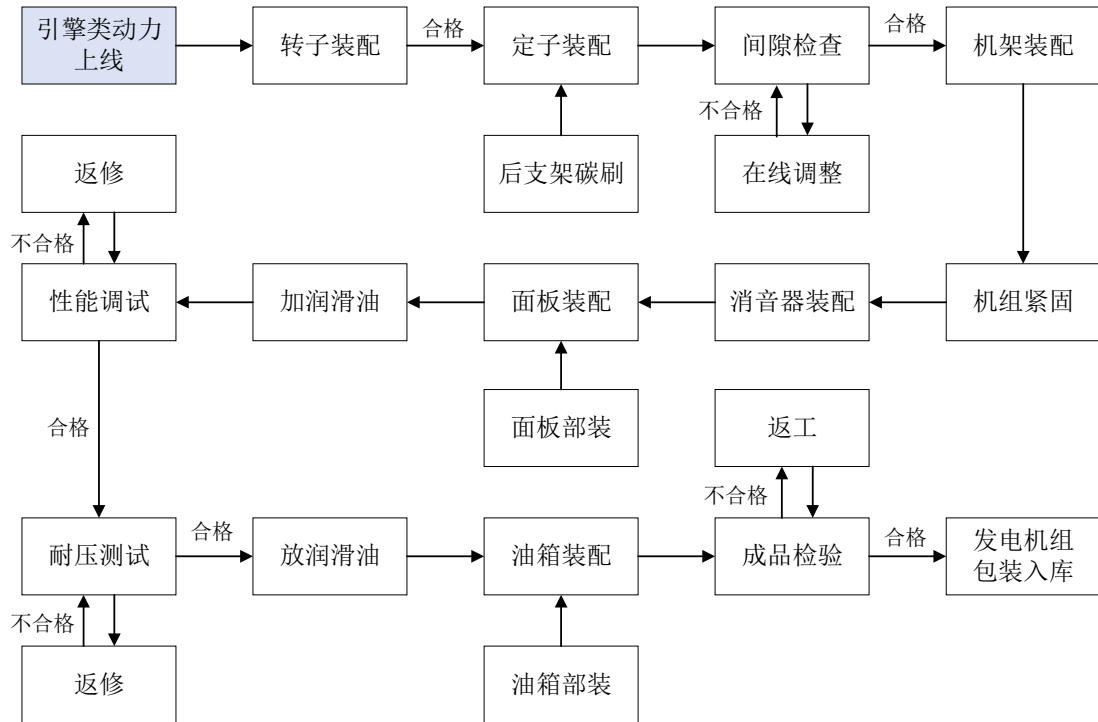 引擎类动力
上线
转子装配
合格
定子装配
间隙检查
合格
机架装配
不合格
返修
后支架碳刷
在线调整
不合格
性能调试
加润滑油
面板装配
消音器装配
机组紧固
合格
面板部装
返工
不合格
耐压测试
合格
放润滑油
油箱装配
成品检验
合格
发电机组
包装入库
不合格
返修
油箱部装